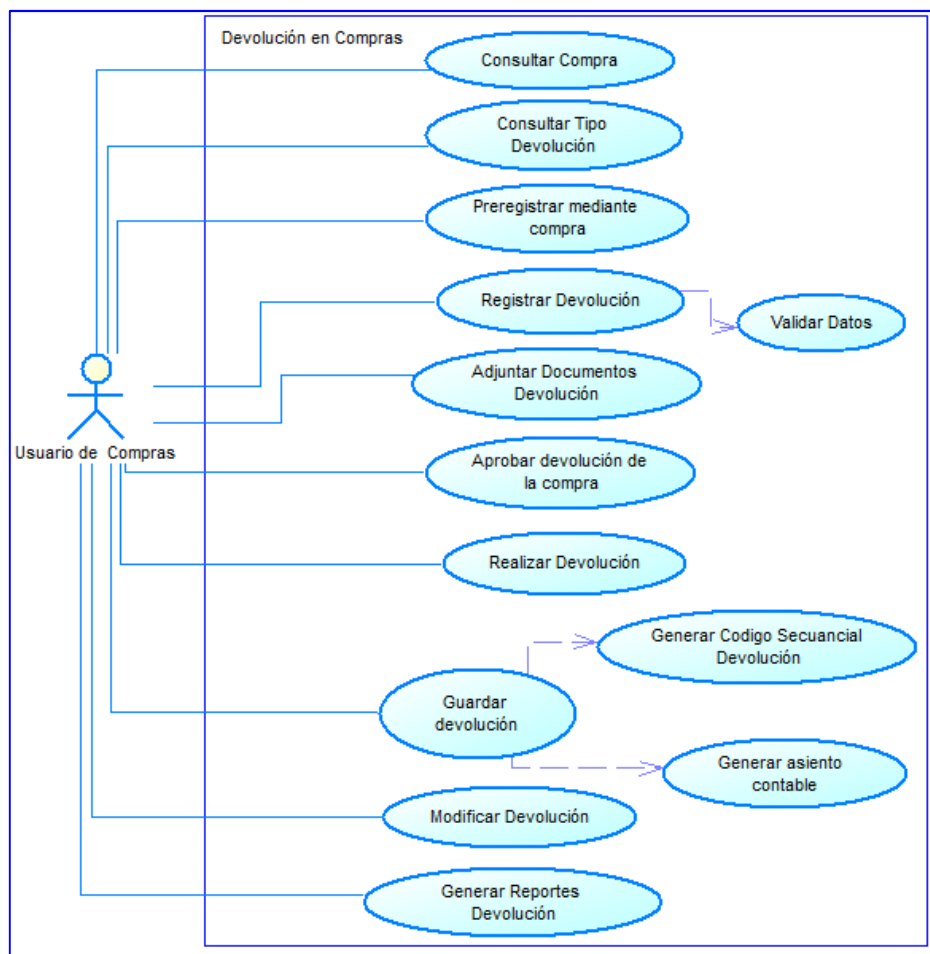 Devolución en Compras
Consultar Compra
Consultar Tipo
Devolución
Preregistrar mediante
compra
Registrar Devolución
Validar Datos
Adjuntar Documentos
Devolución
Usuario de Compras
Aprobar devolución de
la compra
Realizar Devolución
Generar Codigo Secuancial
Devolución
Guardar
devolución
Generar asiento
contable
Modificar Devolución
Generar Reportes
Devolución